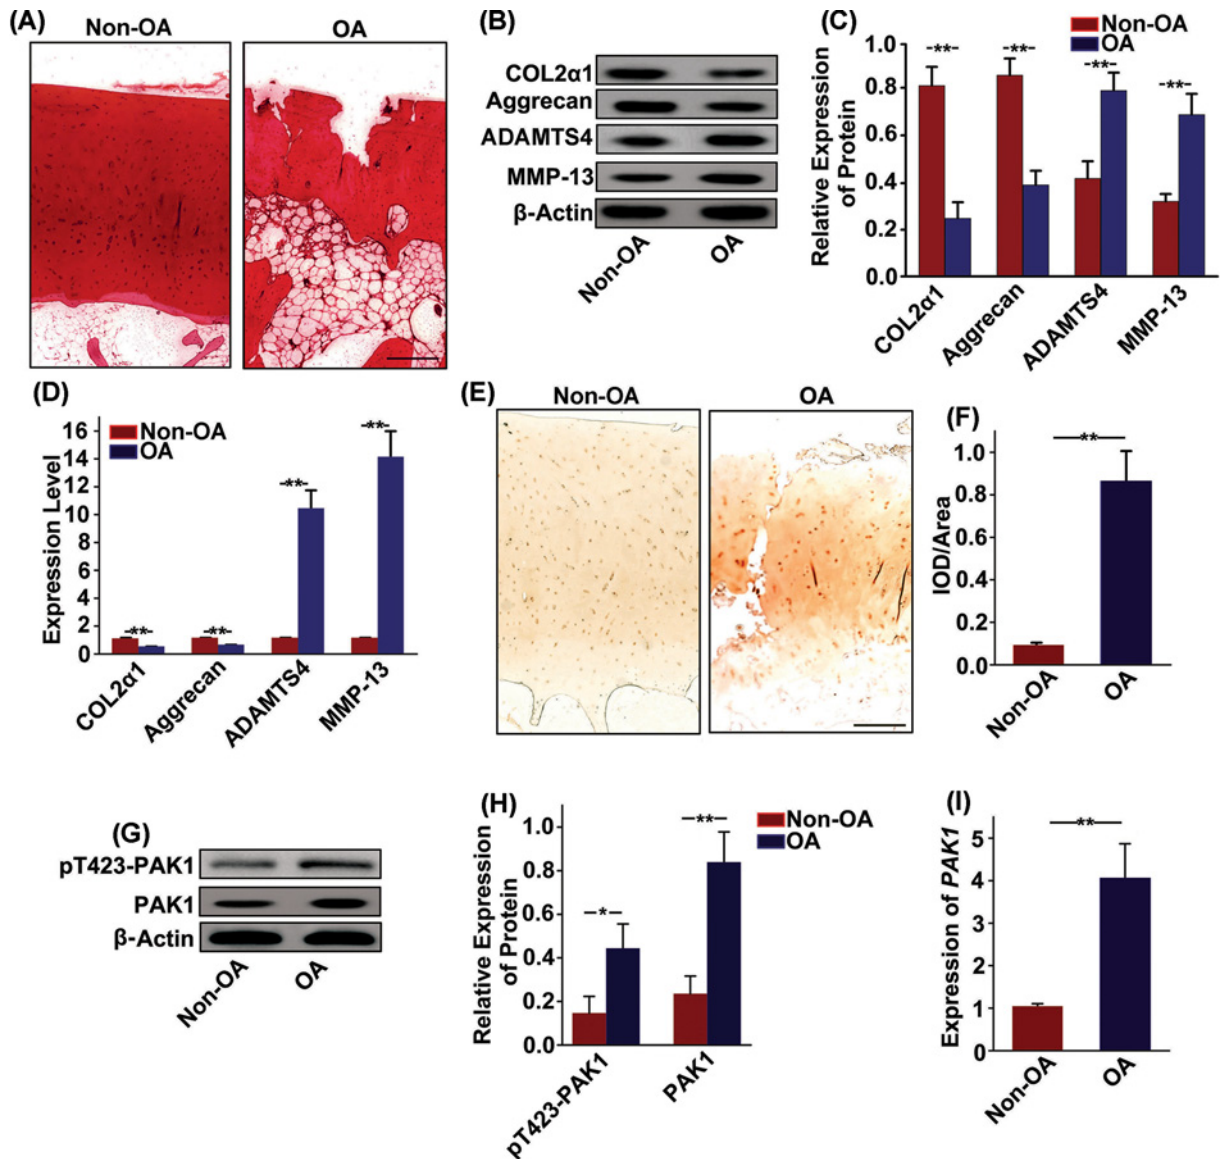 (A)
Non-OA
OA
(B)
COL2α1
Aggrecan
ADAMTS4
MMP-13
β-Actin
Non-OA
OA
(C)
Non-OA
OA
Relative Expression
of Protein
1.0
0.8
0.6
0.4
0.2
0.0
**
**
**
**
COL2α1
Aggrecan
ADAMTS4
MMP-13
(D)
Non-OA
OA
Expression Level
16
14
12
10
8
6
4
2
0
**
**
**
**
COL2α1
Aggrecan
ADAMTS4
MMP-13
(E)
Non-OA
OA
(F)
IOD/Area
1.0
0.8
0.6
0.4
0.2
0.0
**
Non-OA
OA
(G)
pT423-PAK1
PAK1
β-Actin
Non-OA
OA
(H)
Non-OA
OA
Relative Expression
of Protein
1.0
0.8
0.6
0.4
0.2
0.0
*
**
pT423-PAK1
PAK1
(I)
Expression of PAK1
5
4
3
2
1
0
**
Non-OA
OA